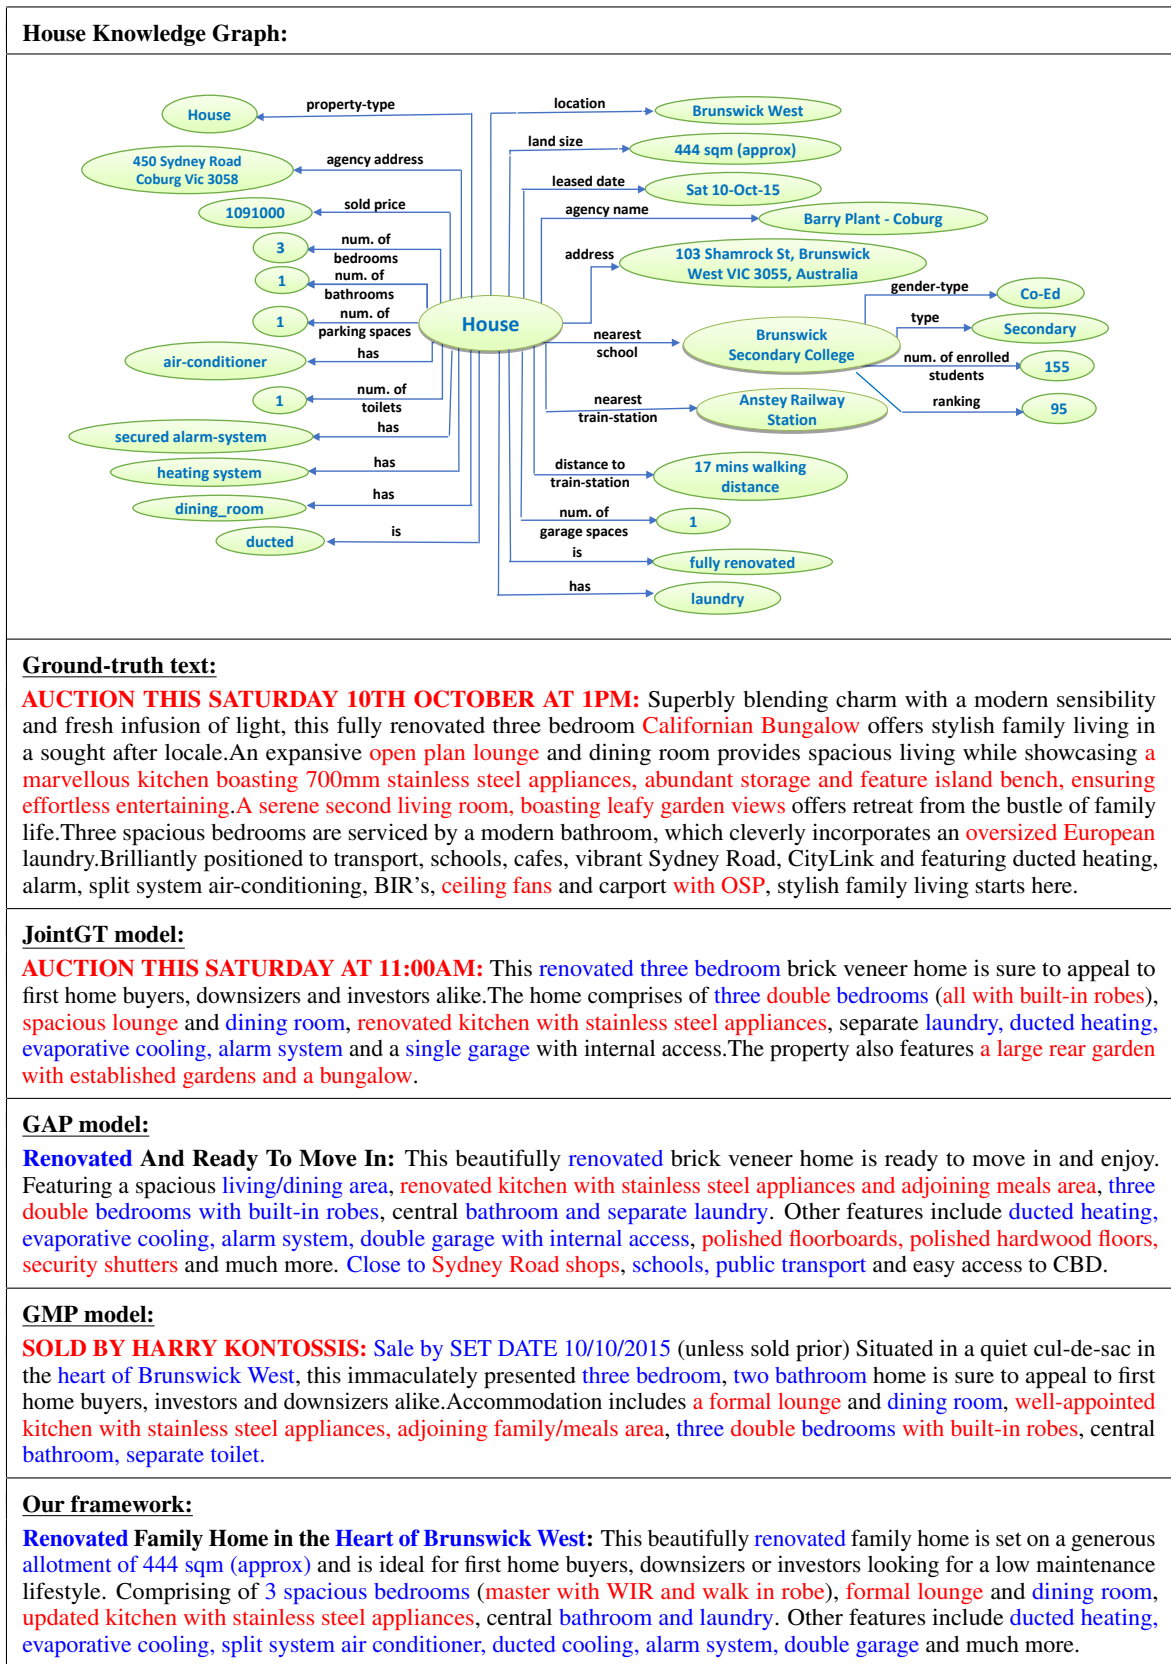 House Knowledge Graph:
House
property-type
location
Brunswick West
450 Sydney Road
Coburg Vic 3058
agency address
land size
444 sqm (approx)
leased date
Sat 10-Oct-15
1091000
sold price
agency name
Barry Plant - Coburg
3
num. of
bedrooms
address
103 Shamrock St, Brunswick
West VIC 3055, Australia
1
num. of
bathrooms
gender-type
Co-Ed
1
num. of
parking spaces
House
nearest
school
Brunswick
Secondary College
type
Secondary
air-conditioner
has
num. of enrolled
students
155
1
num. of
toilets
nearest
train-station
Anstey Railway
Station
ranking
95
secured alarm-system
has
heating system
has
distance to
train-station
17 mins walking
distance
dining_room
has
num. of
garage spaces
1
ducted
is
is
fully renovated
has
laundry
Ground-truth text:
AUCTION THIS SATURDAY 10TH OCTOBER AT 1PM: Superbly blending charm with a modern sensibility
and fresh infusion of light, this fully renovated three bedroom Californian Bungalow offers stylish family living in
a sought after locale.An expansive open plan lounge and dining room provides spacious living while showcasing a
marvellous kitchen boasting 700mm stainless steel appliances, abundant storage and feature island bench, ensuring
effortless entertaining.A serene second living room, boasting leafy garden views offers retreat from the bustle of family
life.Three spacious bedrooms are serviced by a modern bathroom, which cleverly incorporates an oversized European
laundry.Brilliantly positioned to transport, schools, cafes, vibrant Sydney Road, CityLink and featuring ducted heating,
alarm, split system air-conditioning, BIR's, ceiling fans and carport with OSP, stylish family living starts here.
JointGT model:
AUCTION THIS SATURDAY AT 11:00AM: This renovated three bedroom brick veneer home is sure to appeal to
first home buyers, downsizers and investors alike.The home comprises of three double bedrooms (all with built-in robes),
spacious lounge and dining room, renovated kitchen with stainless steel appliances, separate laundry, ducted heating,
evaporative cooling, alarm system and a single garage with internal access.The property also features a large rear garden
with established gardens and a bungalow.
GAP model:
Renovated And Ready To Move In: This beautifully renovated brick veneer home is ready to move in and enjoy.
Featuring a spacious living/dining area, renovated kitchen with stainless steel appliances and adjoining meals area, three
double bedrooms with built-in robes, central bathroom and separate laundry. Other features include ducted heating,
evaporative cooling, alarm system, double garage with internal access, polished floorboards, polished hardwood floors,
security shutters and much more. Close to Sydney Road shops, schools, public transport and easy access to CBD.
GMP model:
SOLD BY HARRY KONTOSSIS: Sale by SET DATE 10/10/2015 (unless sold prior) Situated in a quiet cul-de-sac in
the heart of Brunswick West, this immaculately presented three bedroom, two bathroom home is sure to appeal to first
home buyers, investors and downsizers alike.Accommodation includes a formal lounge and dining room, well-appointed
kitchen with stainless steel appliances, adjoining family/meals area, three double bedrooms with built-in robes, central
bathroom, separate toilet.
Our framework:
Renovated Family Home in the Heart of Brunswick West: This beautifully renovated family home is set on a generous
allotment of 444 sqm (approx) and is ideal for first home buyers, downsizers or investors looking for a low maintenance
lifestyle. Comprising of 3 spacious bedrooms (master with WIR and walk in robe), formal lounge and dining room,
updated kitchen with stainless steel appliances, central bathroom and laundry. Other features include ducted heating,
evaporative cooling, split system air conditioner, ducted cooling, alarm system, double garage and much more.